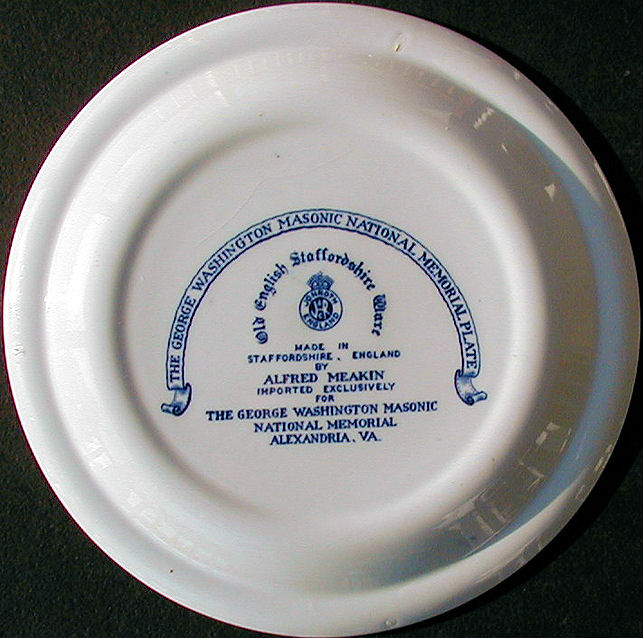 THE GEORGE WASHINGTON MASONIC NATIONAL MEMORIAL PLATE
Old English Staffordshire Ware
JONROTH
ENGLAND
MADE IN
STAFFORDSHIRE. ENGLAND
BY
ALFRED MEAKIN
IMPORTED EXCLUSIVELY
FOR
THE GEORGE WASHINGTON MASONIC
NATIONAL MEMORIAL
ALEXANDRIA. VA.